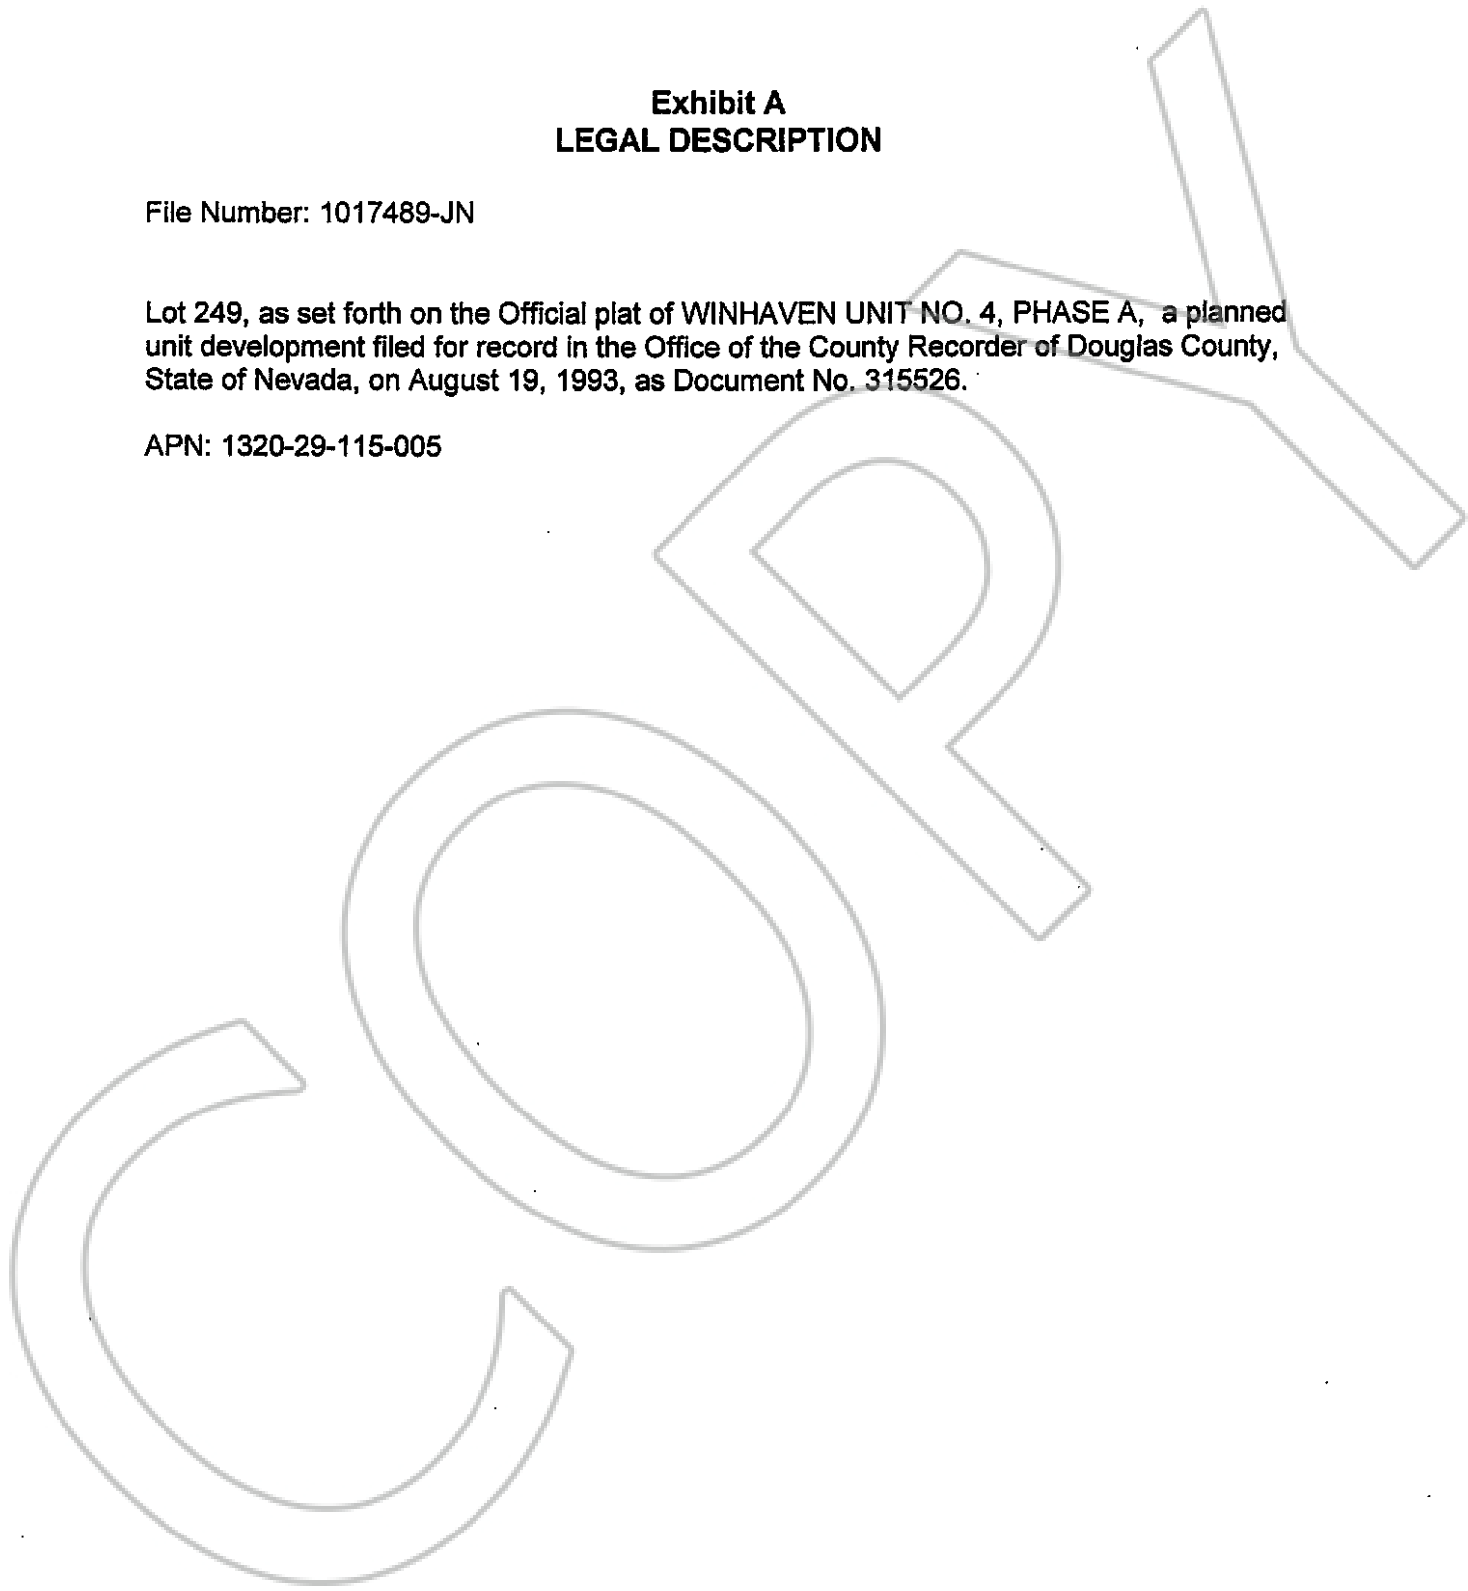 Exhibit A
LEGAL DESCRIPTION
File Number: 1017489-JN
Lot 249, as set forth on the Official plat of WINHAVEN UNIT NO. 4, PHASE A, a planned
unit development filed for record in the Office of the County Recorder of Douglas County,
State of Nevada, on August 19, 1993, as Document No. 315526.
APN: 1320-29-115-005
COPY